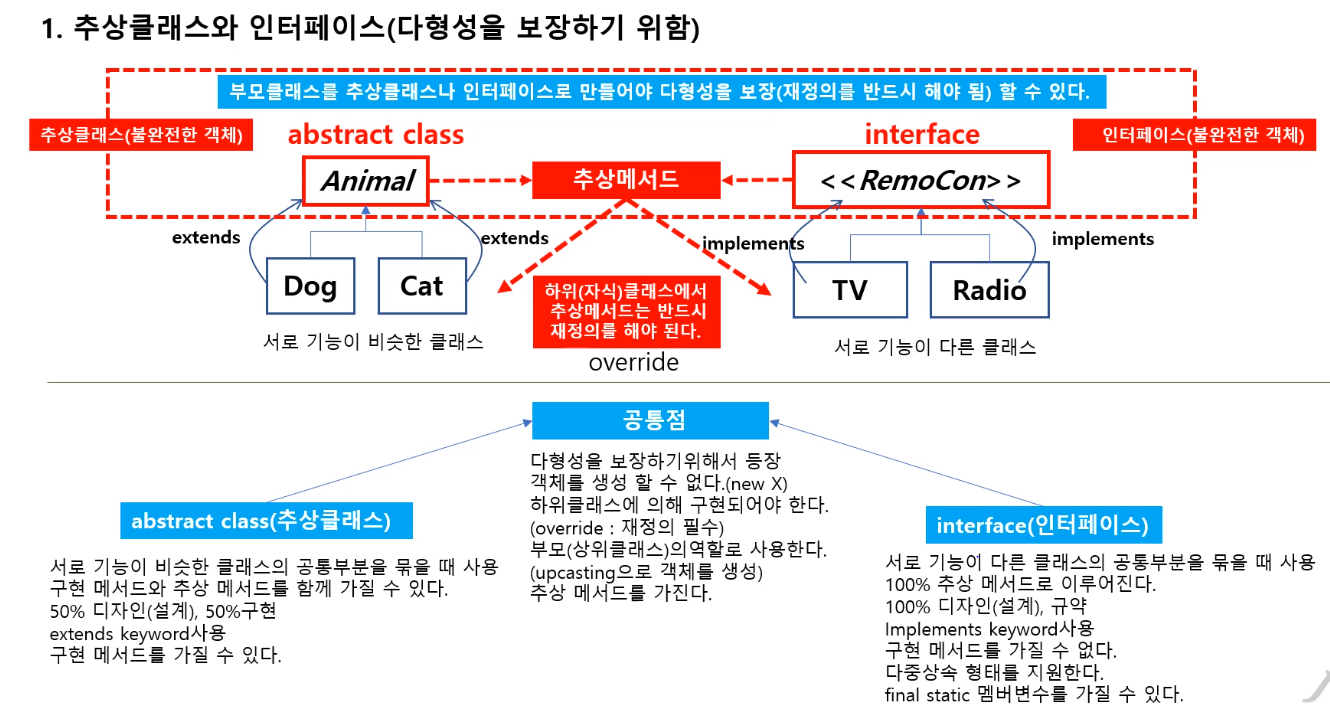 1. 추상클래스와 인터페이스(다형성을 보장하기 위함)
부모클래스를 추상클래스나 인터페이스로 만들어야 다형성을 보장(재정의를 반드시 해야 됨) 할 수 있다.
추상클래스(불완전한 객체)
abstract class
interface
인터페이스(불완전한 객체)
Animal
추상메서드
<<RemoCon>>
extends
extends
implements
implements
Dog
Cat
하위(자식)클래스에서
추상메서드는 반드시
재정의를 해야 된다.
TV
Radio
서로 기능이 비슷한 클래스
override
서로 기능이 다른 클래스
공통점
다형성을 보장하기위해서 등장
객체를 생성 할 수 없다.(new X)
하위클래스에 의해 구현되어야 한다.
(override : 재정의 필수)
부모(상위클래스)의역할로 사용한다.
(upcasting으로 객체를 생성)
추상 메서드를 가진다.
abstract class(추상클래스)
서로 기능이 비슷한 클래스의 공통부분을 묶을 때 사용
구현 메서드와 추상 메서드를 함께 가질 수 있다.
50% 디자인(설계), 50%구현
extends keyword사용
구현 메서드를 가질 수 있다.
interface(인터페이스)
서로 기능이 다른 클래스의 공통부분을 묶을 때 사용
100% 추상 메서드로 이루어진다.
100% 디자인(설계), 규약
Implements keyword사용
구현 메서드를 가질 수 없다.
다중상속 형태를 지원한다.
final static 멤버변수를 가질 수 있다.